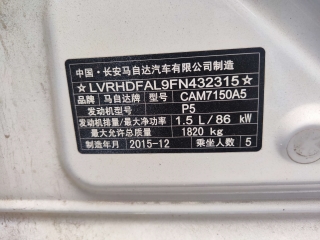 中国·长安马自达汽车有限公司制造
☆LVRHDFAL9FN432315☆
品牌 马自达牌 型号 CAM7150A5
发动机型号 P5
发动机排量/最大净功率 1.5 L/86 kW
最大允许总质量 1820 kg
制造年月 2015-12 乘坐人数 5